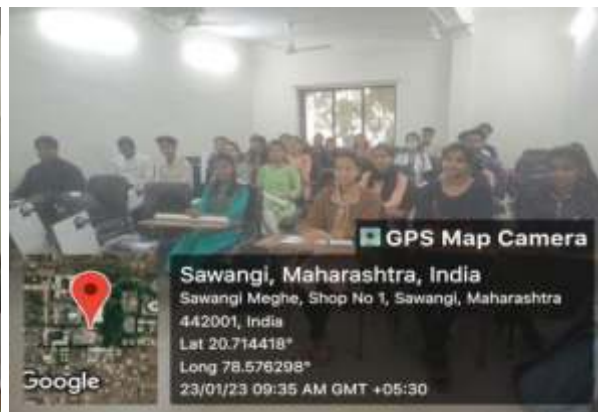 GPS Map Camera
Sawangi, Maharashtra, India
Sawangi Meghe, Shop No 1, Sawangi, Maharashtra
442001, India
Lat 20.714418°
Long 78.576298°
23/01/23 09:35 AM GMT +05:30
Google